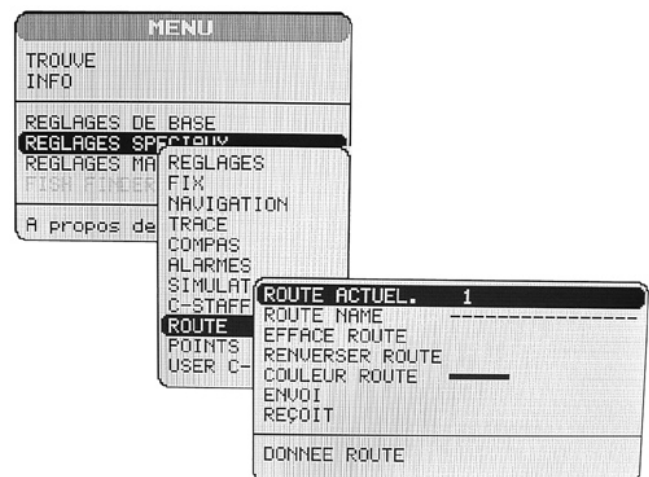 MENU
TROUVE
INFO
REGLAGES DE BASE
REGLAGES SPECIAUX
REGLAGES MA
FISH FINDER
A propos de
REGLAGES
FIX
NAVIGATION
TRACE
COMPAS
ALARMES
SIMULAT
C-STAFF
ROUTE
POINTS
USER C-
ROUTE ACTUEL. 1
ROUTE NAME -----------------
EFFACE ROUTE
RENVERSER ROUTE
COULEUR ROUTE
ENVOI
REÇOIT
DONNEE ROUTE